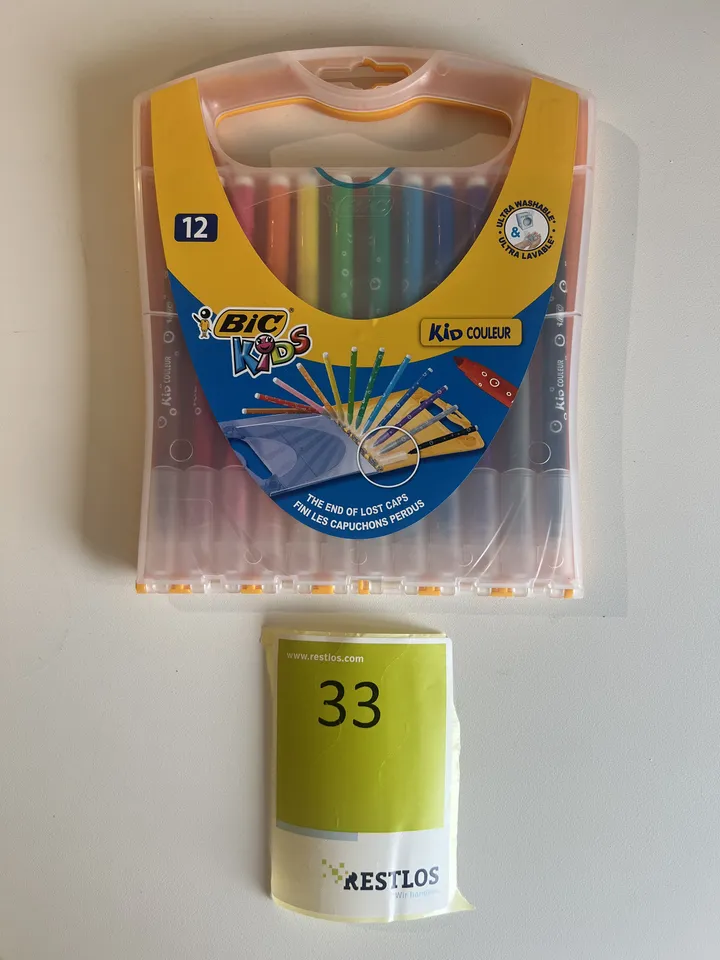 12
ULTRA WASHABLE*
&
ULTRA LAVABLE*
BIC
KIDS
KID COULEUR
KID COULEUR
KID COULEUR
THE END OF LOST CAPS
FINI LES CAPUCHONS PERDUS
www.restlos.com
33
RESTLOS
Wir